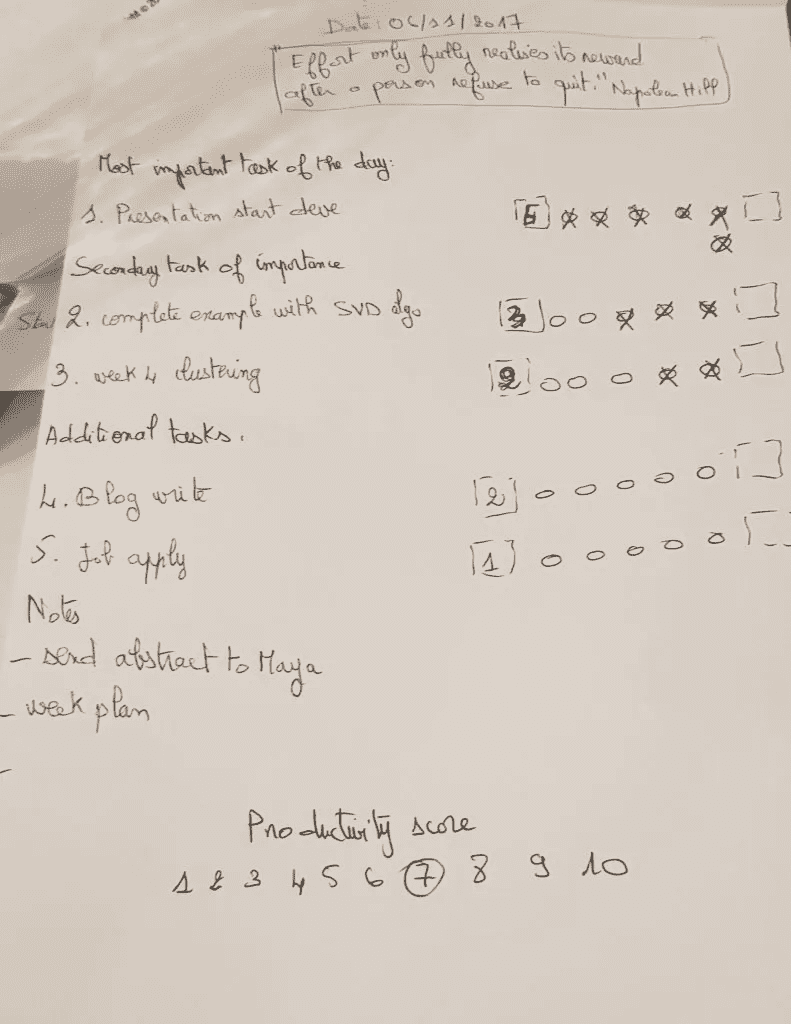 Date: 06/11/2017
"Effort only fully realises its reward
after a person refuse to quit." Napoleon Hill
Most important task of the day:
1. Presentation start deve
Secondary task of importance
2. complete example with SVD algo [3]
3. week 4 clustering [2]
Additional tasks.
4. Blog write [2]
5. Job apply [1]
Notes
- send abstract to Maya
- week plan
-
Productivity score
1 2 3 4 5 6 7 8 9 10